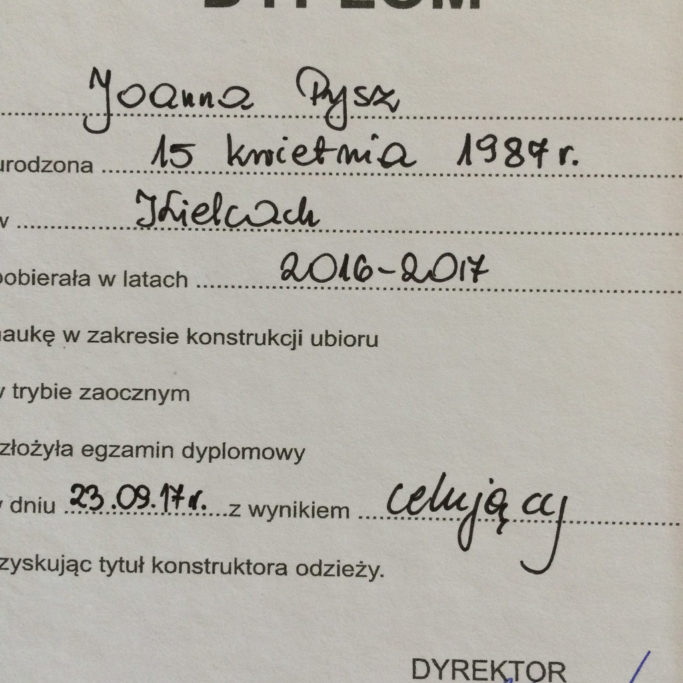 DYPLOM
Joanna Pysz
urodzona 15 kwietnia 1987 r.
w Kielcach
pobierała w latach 2016-2017
naukę w zakresie konstrukcji ubioru
w trybie zaocznym
złożyła egzamin dyplomowy
w dniu 23.09.17r. z wynikiem celujący
uzyskując tytuł konstruktora odzieży.
DYREKTOR